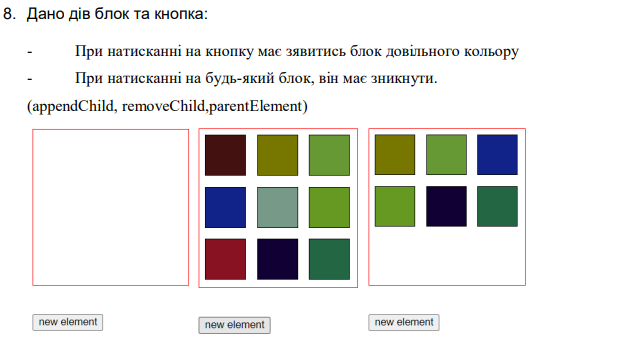 8. Дано дів блок та кнопка:
- При натисканні на кнопку має зявитись блок довільного кольору
- При натисканні на будь-який блок, він має зникнути.
(appendChild, removeChild,parentElement)
new element new element new element